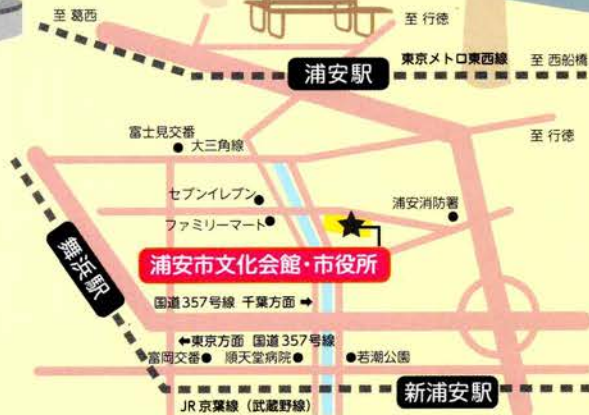 至 葛西
至 行徳
東京メトロ東西線
至 西船橋
浦安駅
富士見交番
大三角線
至 行徳
セブンイレブン
ファミリーマート
浦安消防署
舞浜駅
浦安市文化会館・市役所
国道357号線 千葉方面 ➡
⬅東京方面 国道357号線
富岡交番
順天堂病院
若潮公園
新浦安駅
JR京葉線（武蔵野線）